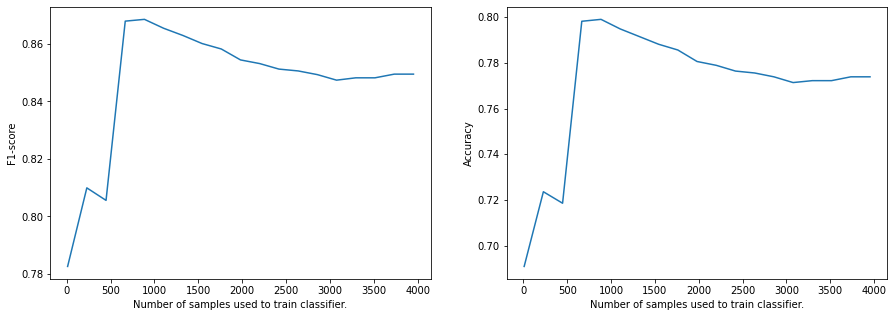 0.86
0.84
0.82
0.80
0.78
F1-score
0 500 1000 1500 2000 2500 3000 3500 4000
Number of samples used to train classifier.
0.80
0.78
0.76
0.74
0.72
0.70
Accuracy
0 500 1000 1500 2000 2500 3000 3500 4000
Number of samples used to train classifier.